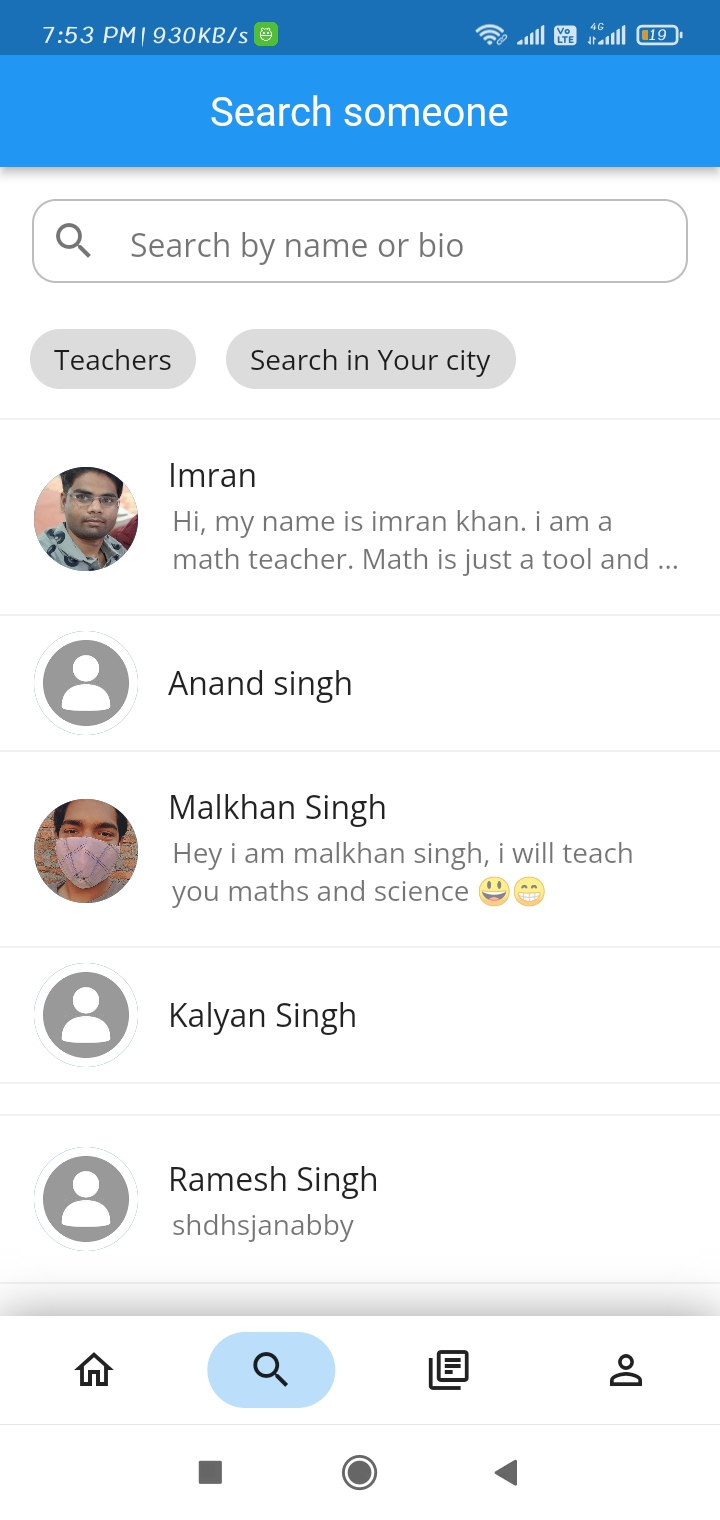 7:53 PM| 930KB/s
Vo LTE 4G 19
Search someone
Search by name or bio
Teachers Search in Your city
Imran
Hi, my name is imran khan. i am a
math teacher. Math is just a tool and ...
Anand singh
Malkhan Singh
Hey i am malkhan singh, i will teach
you maths and science 😃😁
Kalyan Singh
Ramesh Singh
shdhsjanabby